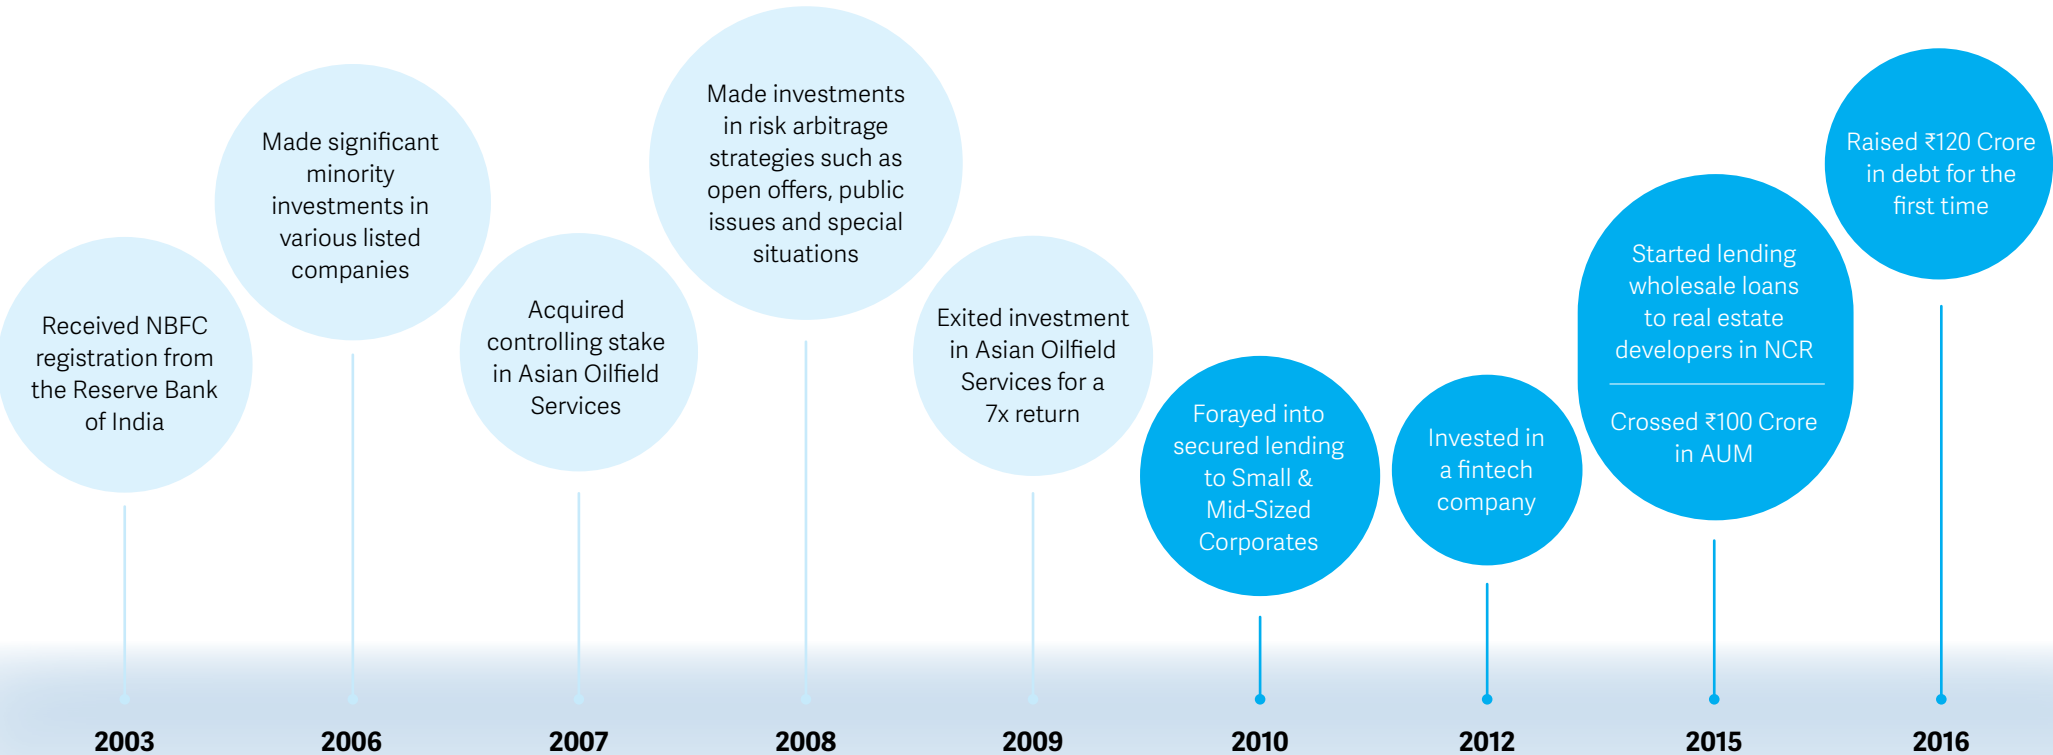 Received NBFC
registration from
the Reserve Bank
of India
2003
Made significant
minority
investments in
various listed
companies
2006
Acquired
controlling stake
in Asian Oilfield
Services
2007
Made investments
in risk arbitrage
strategies such as
open offers, public
issues and special
situations
2008
Exited investment
in Asian Oilfield
Services for a
7x return
2009
Forayed into
secured lending
to Small &
Mid-Sized
Corporates
2010
Invested in
a fintech
company
2012
Started lending
wholesale loans
to real estate
developers in NCR
Crossed ₹100 Crore
in AUM
2015
Raised ₹120 Crore
in debt for the
first time
2016